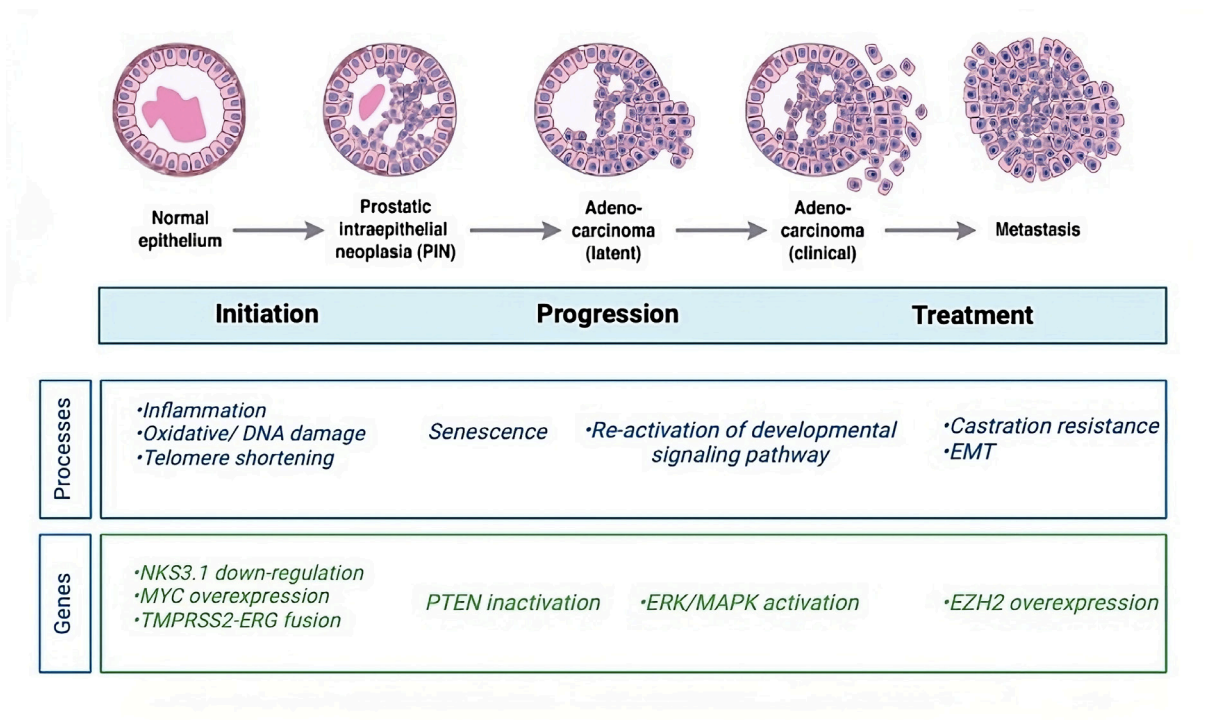 Normal
epithelium
Prostatic
intraepithelial
neoplasia (PIN)
Adeno-
carcinoma
(latent)
Adeno-
carcinoma
(clinical)
Metastasis
Initiation
Progression
Treatment
Processes
•Inflammation
•Oxidative/ DNA damage
•Telomere shortening
Senescence
•Re-activation of developmental
signaling pathway
•Castration resistance
•EMT
Genes
•NKS3.1 down-regulation
•MYC overexpression
•TMPRSS2-ERG fusion
PTEN inactivation
•ERK/MAPK activation
•EZH2 overexpression